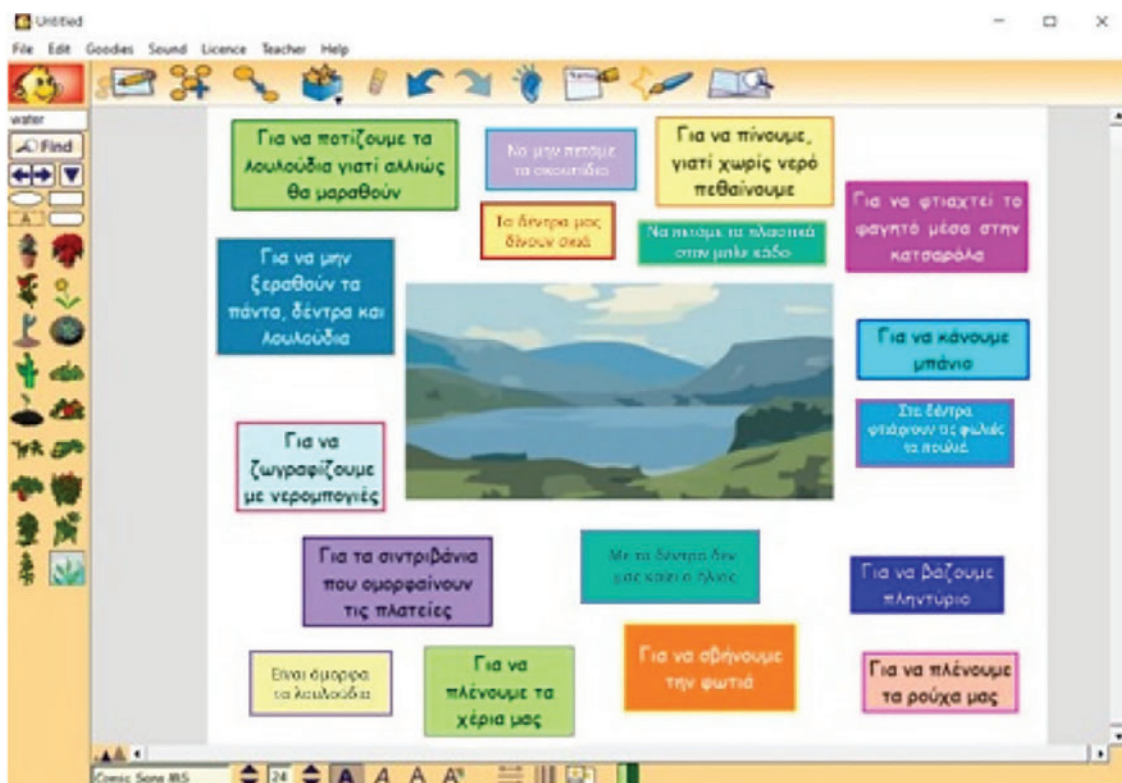 Untitled
File Edit Goodies Sound Licence Teacher Help
Name
water
Find
A
Για να ποτίζουμε τα
λουλούδια γιατί αλλιώς
θα μαραθούν
Να μην πετάμε
τα σκουπίδια
Για να πίνουμε,
γιατί χωρίς νερό
πεθαίνουμε
Τα δέντρα μας
δίνουν σκιά
Να πετάμε τα πλαστικά
στον μπλε κάδο
Για να φτιαχτεί το
φαγητό μέσα στην
κατσαρόλα
Για να μην
ξεραθούν τα
πάντα, δέντρα και
λουλούδια
Για να κάνουμε
μπάνιο
Στα δέντρα
φτιάχνουν τις φωλιές
τα πουλιά
Για να
ζωγραφίζουμε
με νερομπογιές
Για τα σιντριβάνια
που ομορφαίνουν
τις πλατείες
Με τα δέντρα δεν
μας καίει ο ήλιος
Για να βάζουμε
πληντύριο
Είναι όμορφα
τα λουλούδια
Για να
πλένουμε τα
χέρια μας
Για να σβήνουμε
την φωτιά
Για να πλένουμε
τα ρούχα μας
Comic Sans MS 24 A A A A